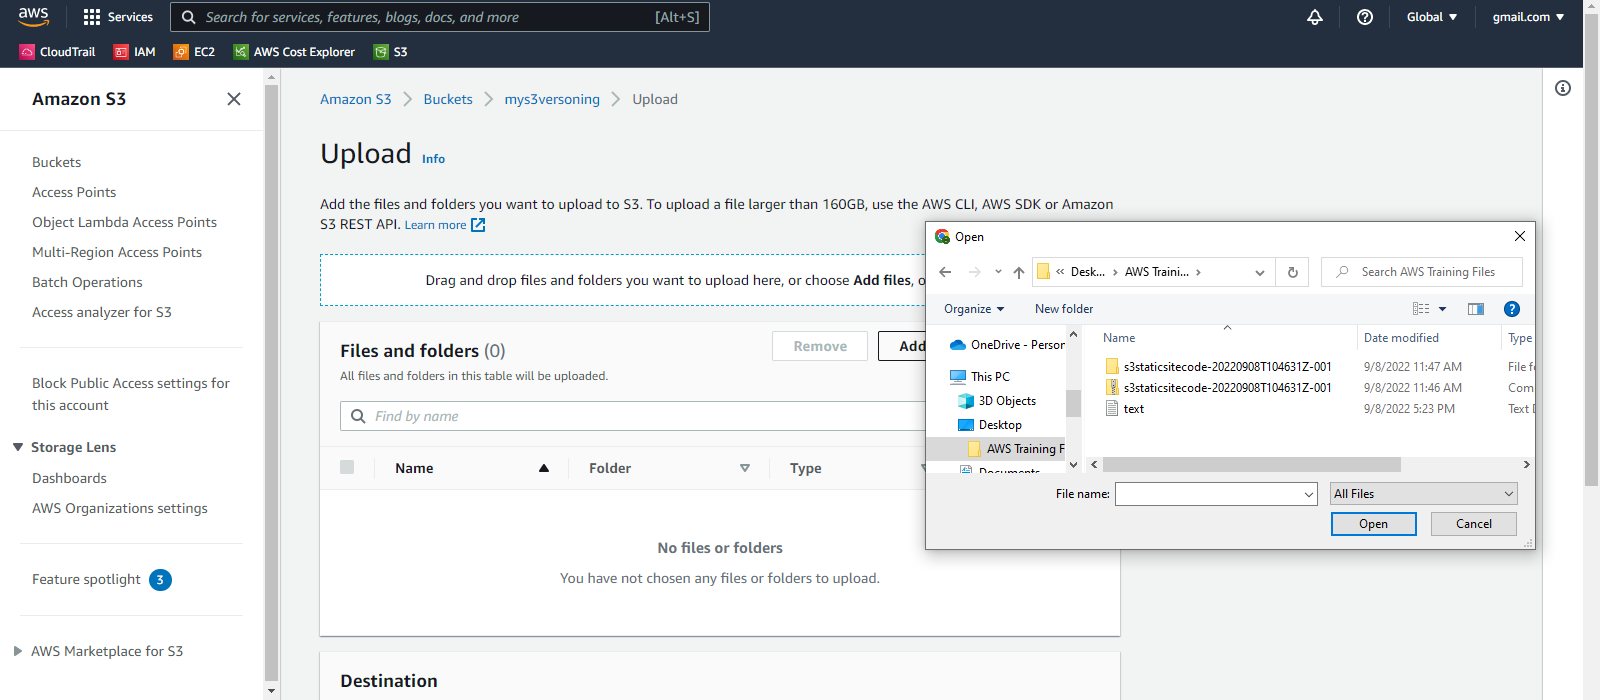 aws
Services
Search for services, features, blogs, docs, and more
[Alt+S]
Global
gmail.com
CloudTrail
IAM
EC2
AWS Cost Explorer
S3
Amazon S3
Buckets
Access Points
Object Lambda Access Points
Multi-Region Access Points
Batch Operations
Access analyzer for S3
Block Public Access settings for
this account
Storage Lens
Dashboards
AWS Organizations settings
Feature spotlight 3
AWS Marketplace for S3
Amazon S3 > Buckets > mys3versoning > Upload
Upload Info
Add the files and folders you want to upload to S3. To upload a file larger than 160GB, use the AWS CLI, AWS SDK or Amazon
S3 REST API. Learn more
Drag and drop files and folders you want to upload here, or choose Add files, o
Files and folders (0)
Remove
Add
All files and folders in this table will be uploaded.
Find by name
Name
Folder
Type
No files or folders
You have not chosen any files or folders to upload.
Destination
Open
« Desk... > AWS Traini... >
Search AWS Training Files
Organize
New folder
OneDrive - Person
This PC
3D Objects
Desktop
AWS Training F
Documents
Name
Date modified
Type
s3staticsitecode-20220908T104631Z-001
9/8/2022 11:47 AM
File f
s3staticsitecode-20220908T104631Z-001
9/8/2022 11:46 AM
Com
text
9/8/2022 5:23 PM
Text D
File name:
All Files
Open
Cancel